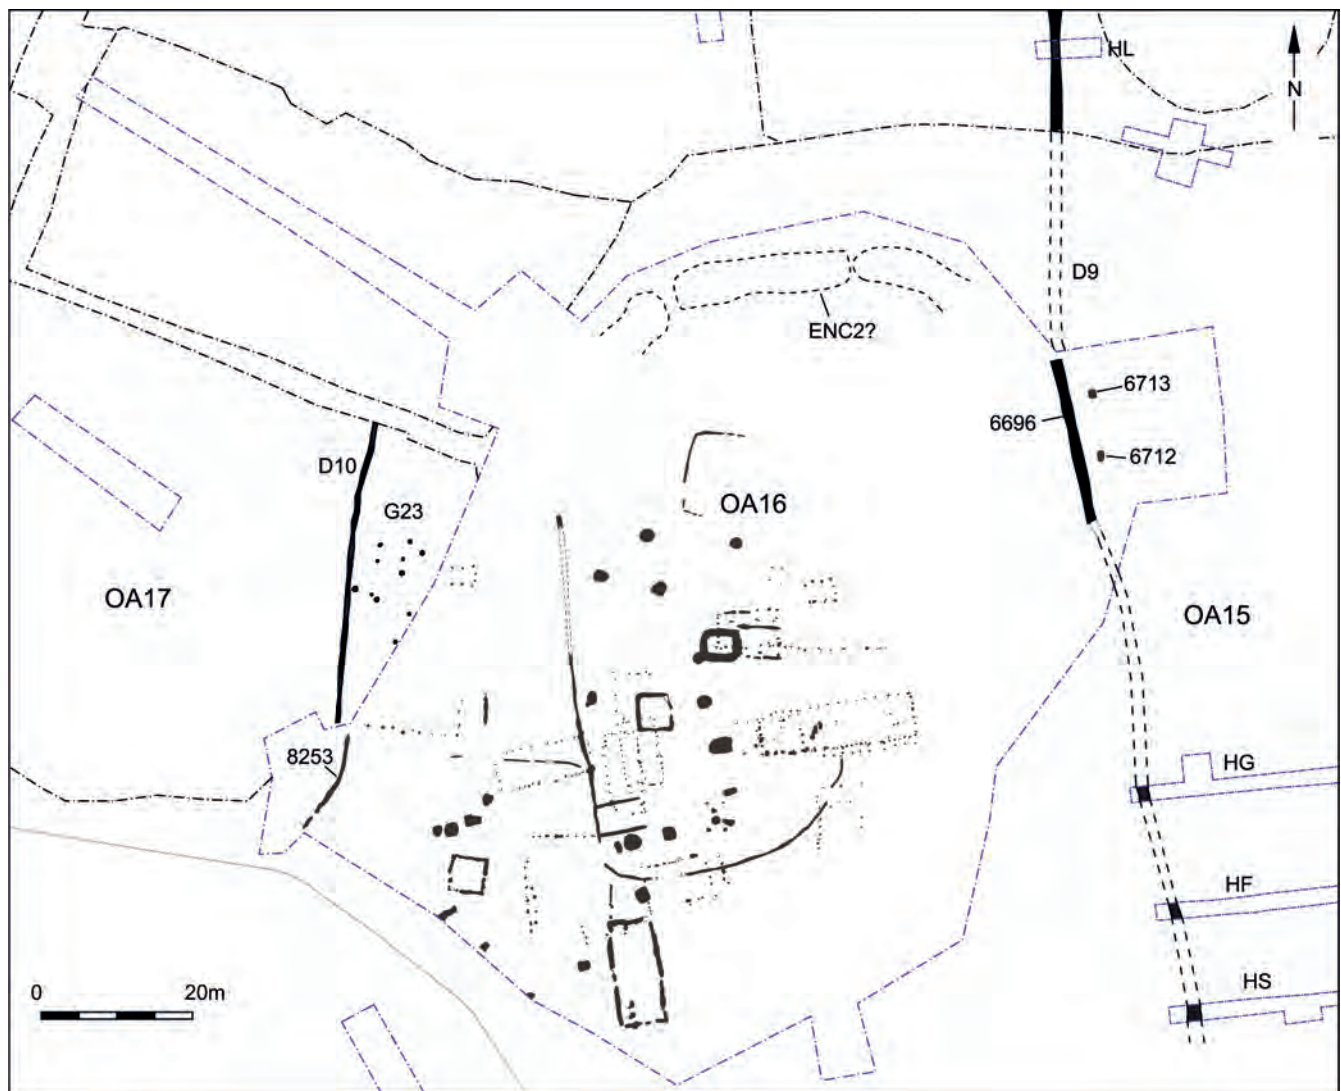 HL
N
D9
ENC2?
6713
6696
6712
D10
G23
OA16
OA17
OA15
8253
HG
HF
HS
0 20m